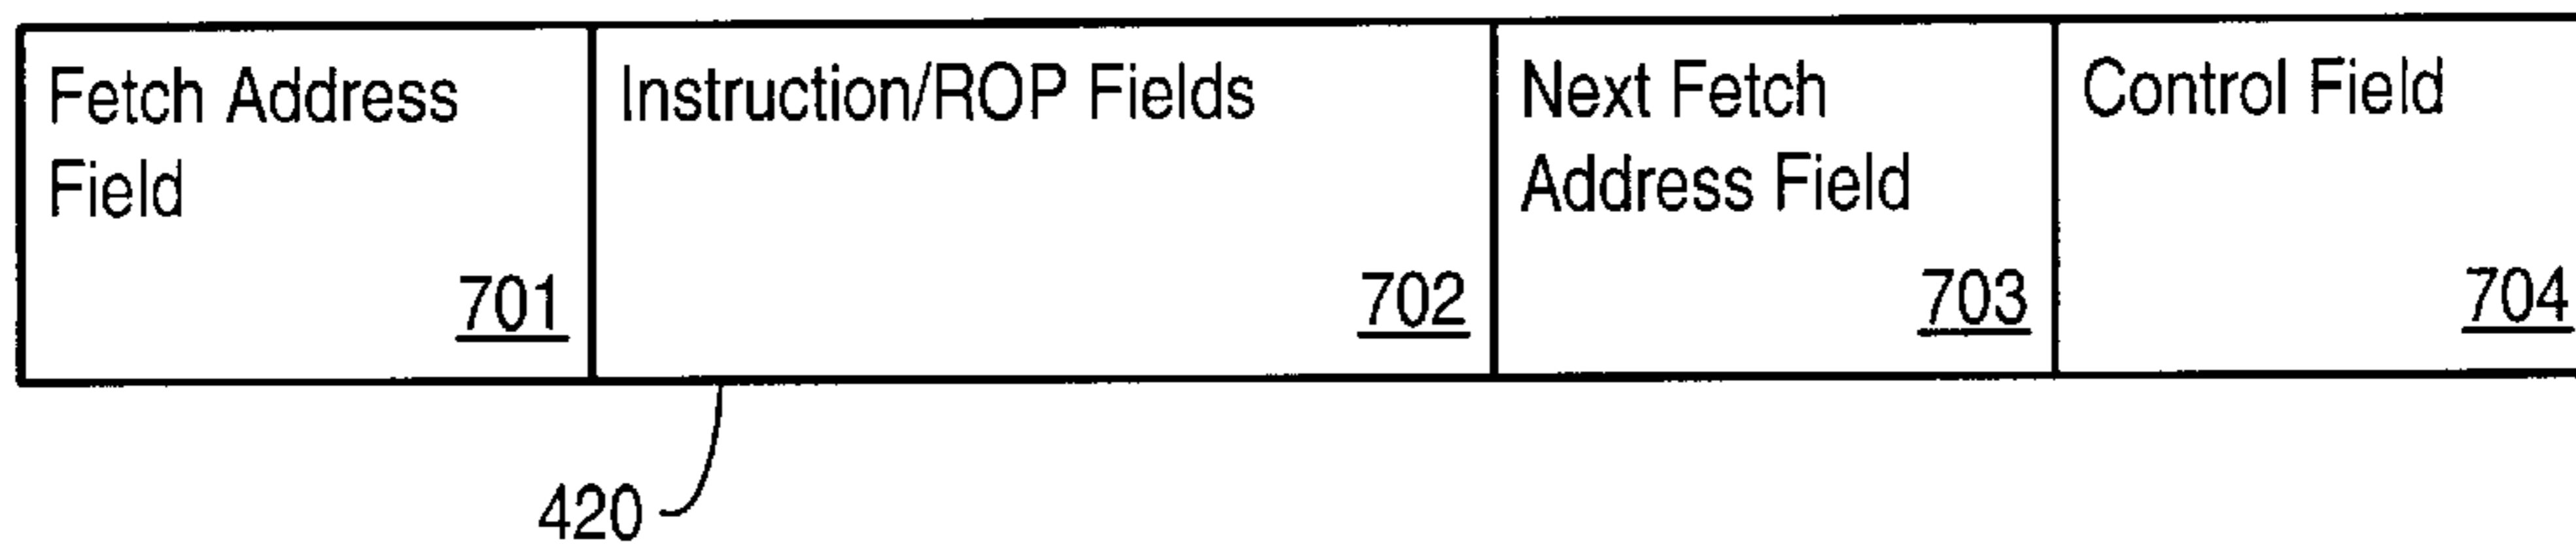 Fetch Address
Field
701
Instruction/ROP Fields
702
Next Fetch
Address Field
703
Control Field
704
420